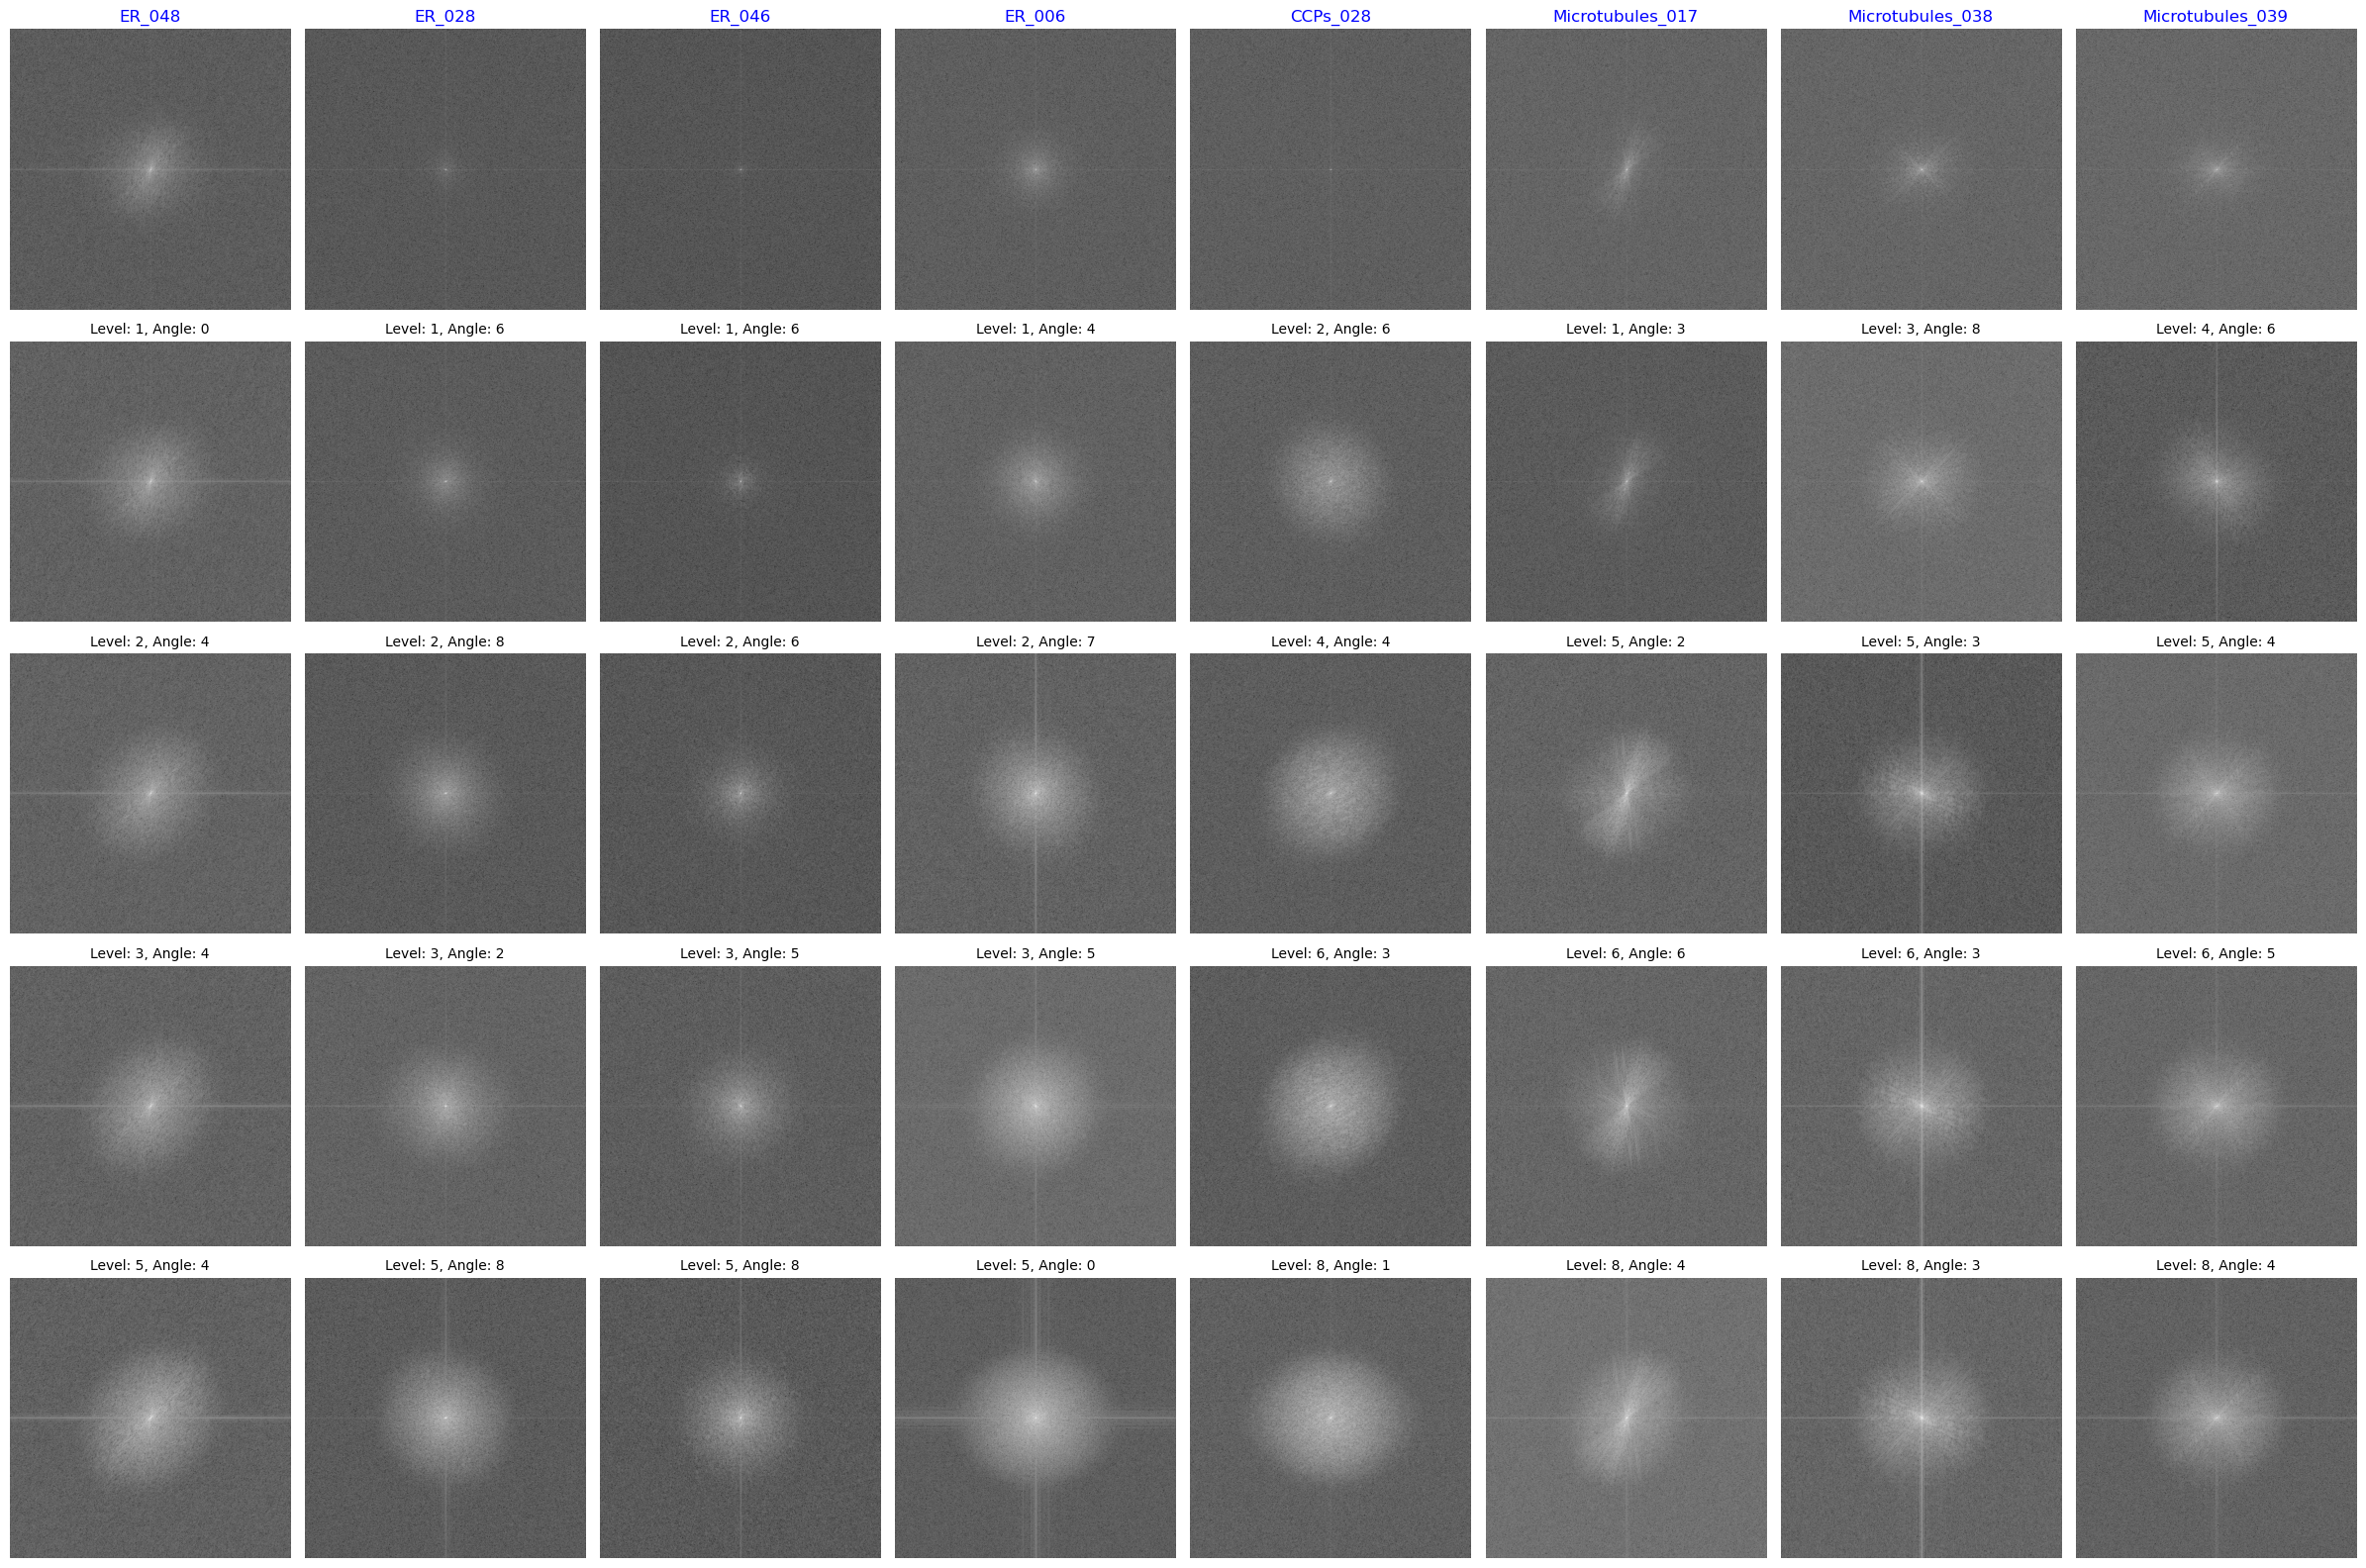 ER_048 ER_028 ER_046 ER_006 CCPs_028 Microtubules_017 Microtubules_038 Microtubules_039
Level: 1, Angle: 0 Level: 1, Angle: 6 Level: 1, Angle: 6 Level: 1, Angle: 4 Level: 2, Angle: 6 Level: 1, Angle: 3 Level: 3, Angle: 8 Level: 4, Angle: 6
Level: 2, Angle: 4 Level: 2, Angle: 8 Level: 2, Angle: 6 Level: 2, Angle: 7 Level: 4, Angle: 4 Level: 5, Angle: 2 Level: 5, Angle: 3 Level: 5, Angle: 4
Level: 3, Angle: 4 Level: 3, Angle: 2 Level: 3, Angle: 5 Level: 3, Angle: 5 Level: 6, Angle: 3 Level: 6, Angle: 6 Level: 6, Angle: 3 Level: 6, Angle: 5
Level: 5, Angle: 4 Level: 5, Angle: 8 Level: 5, Angle: 8 Level: 5, Angle: 0 Level: 8, Angle: 1 Level: 8, Angle: 4 Level: 8, Angle: 3 Level: 8, Angle: 4